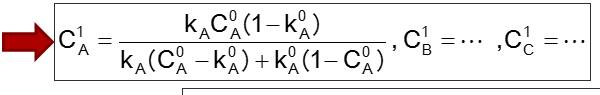 C_A^1 = \frac{k_A C_A^0 (1 - k_A^0)}{k_A (C_A^0 - k_A^0) + k_A^0 (1 - C_A^0)} , C_B^1 = ⋯ , C_C^1 = ⋯